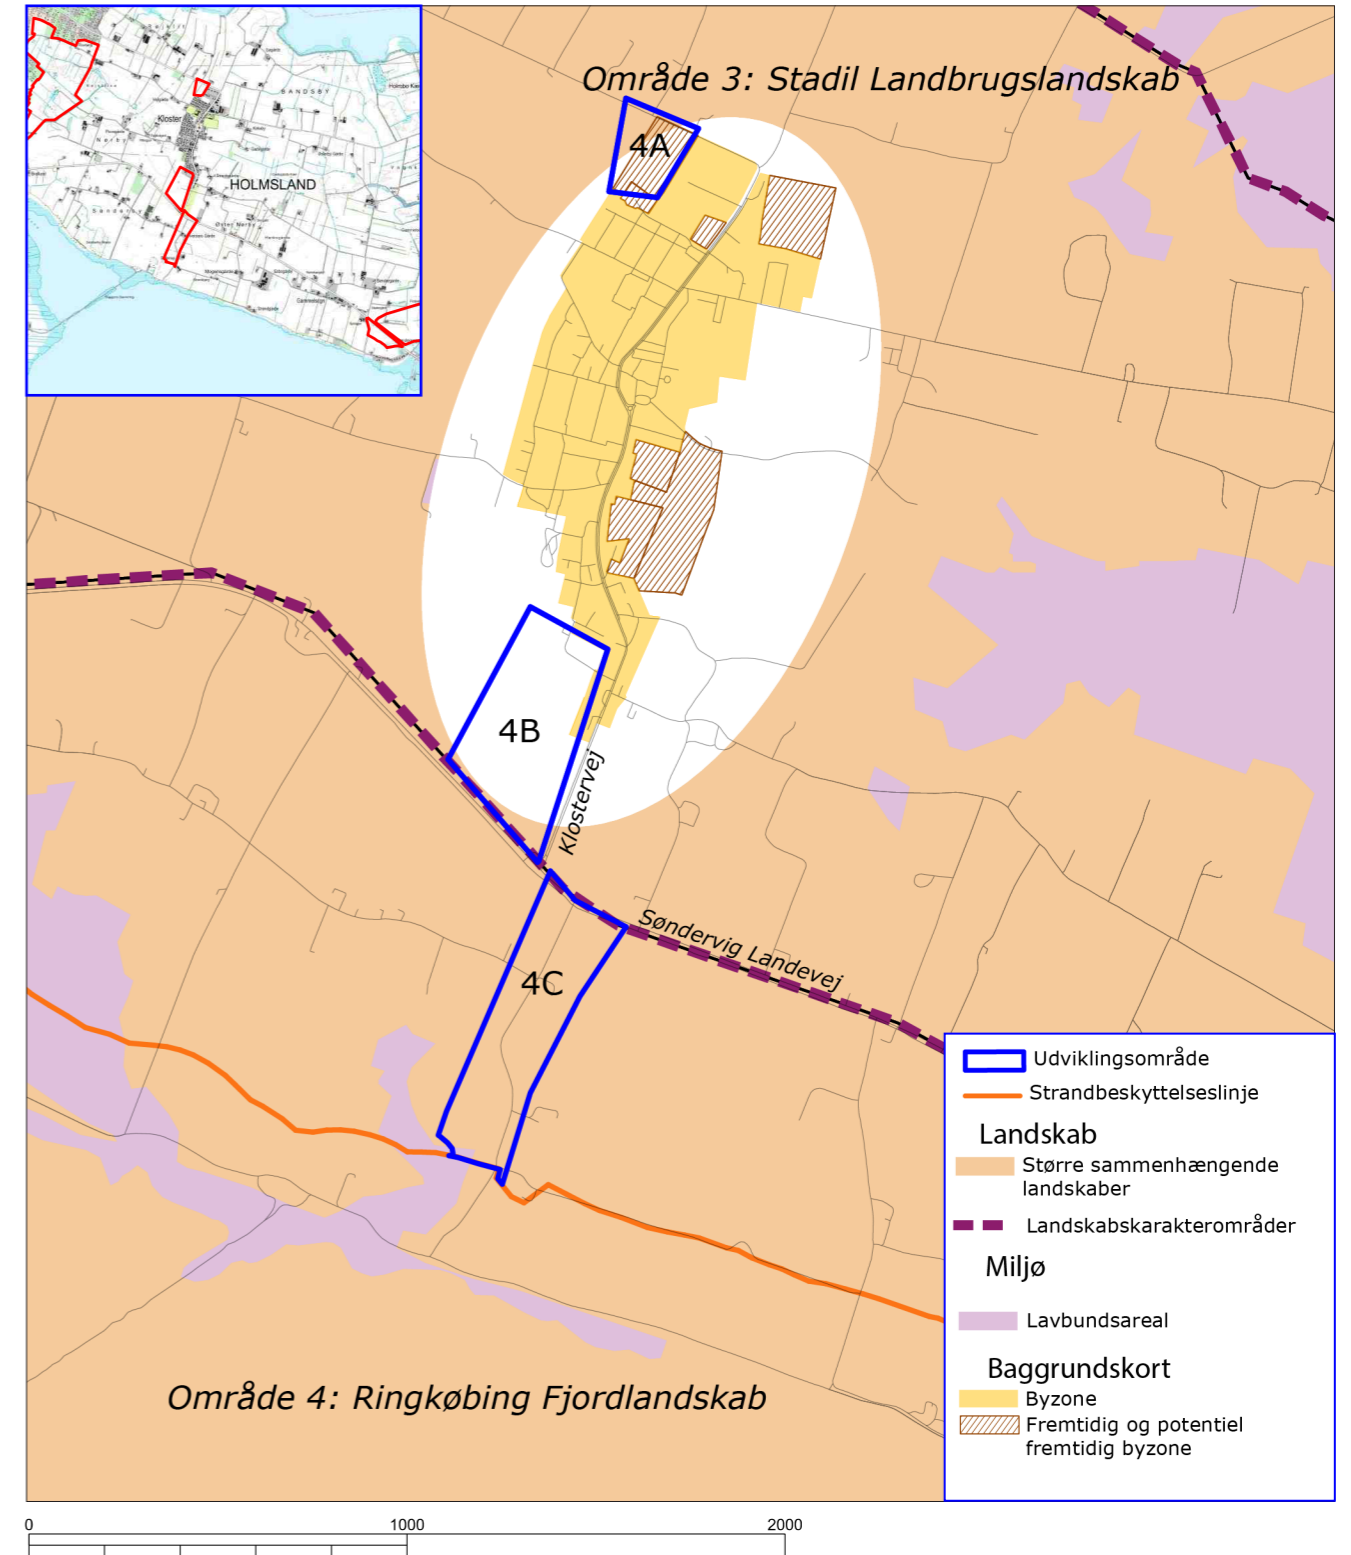 Kloster
SANDSBY
HOLMSLAND
Område 3: Stadil Landbrugslandskab
4A
4B
Klostervej
Søndervig Landevej
4C
Område 4: Ringkøbing Fjordlandskab
Udviklingsområde
Strandbeskyttelseslinje
Landskab
Større sammenhængende
landskaber
Landskabskarakterområder
Miljø
Lavbundsareal
Baggrundskort
Byzone
Fremtidig og potentiel
fremtidig byzone
0 1000 2000